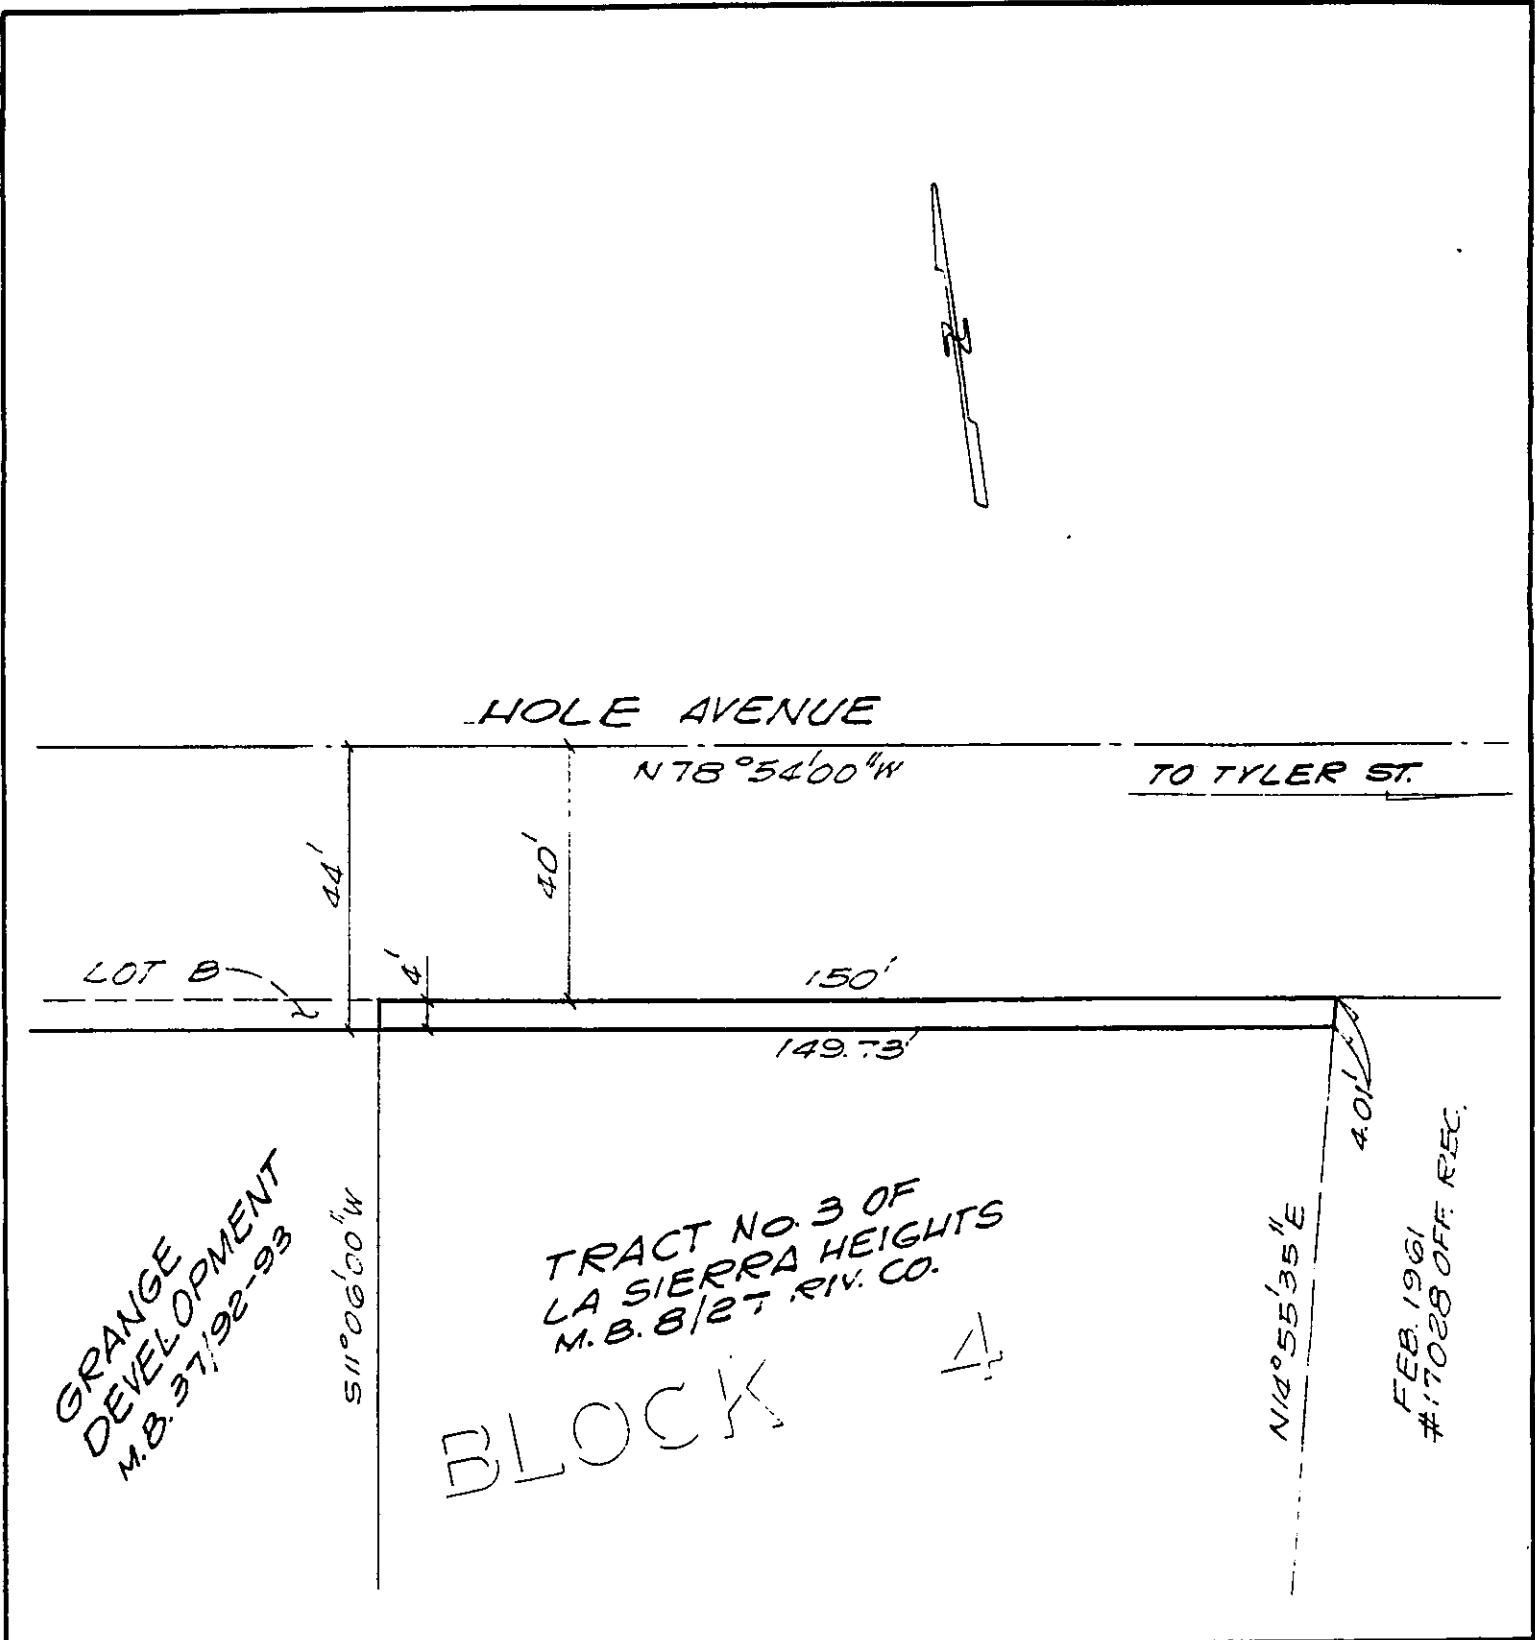 N
HOLE AVENUE
N 78°54'00"W
TO TYLER ST.
44'
40'
LOT B
4'
150'
149.73'
4.01'
GRANGE
DEVELOPMENT
M.B. 37/92-93
S11°06'00"W
TRACT NO. 3 OF
LA SIERRA HEIGHTS
M.B. 8/27 RIV. CO.
BLOCK 4
N14°55'35"E
FEB. 1961
#17028 OFF. REC.